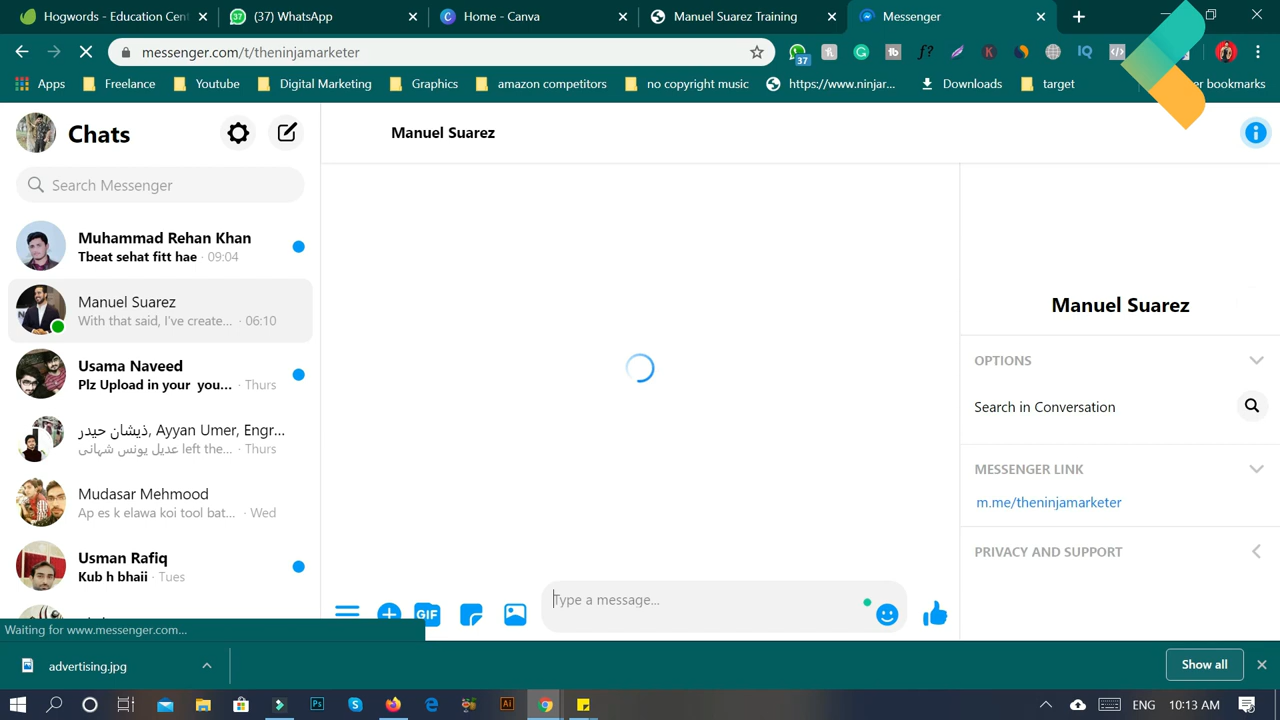 Hogwords - Education Cent
(37) WhatsApp
Home - Canva
Manuel Suarez Training
Messenger
messenger.com/t/theninjamarketer
37
Apps
Freelance
Youtube
Digital Marketing
Graphics
amazon competitors
no copyright music
https://www.ninjar...
Downloads
target
er bookmarks
Chats
Search Messenger
Muhammad Rehan Khan
Tbeat sehat fitt hae · 09:04
Manuel Suarez
With that said, I've create... · 06:10
Usama Naveed
Plz Upload in your you... · Thurs
ذیشان حیدر, Ayyan Umer, Engr...
عدیل یونس شہانی left the... · Thurs
Mudasar Mehmood
Ap es k elawa koi tool bat... · Wed
Usman Rafiq
Kub h bhaii · Tues
Waiting for www.messenger.com...
Manuel Suarez
GIF
Type a message...
Manuel Suarez
OPTIONS
Search in Conversation
MESSENGER LINK
m.me/theninjamarketer
PRIVACY AND SUPPORT
advertising.jpg
Show all
ENG
10:13 AM